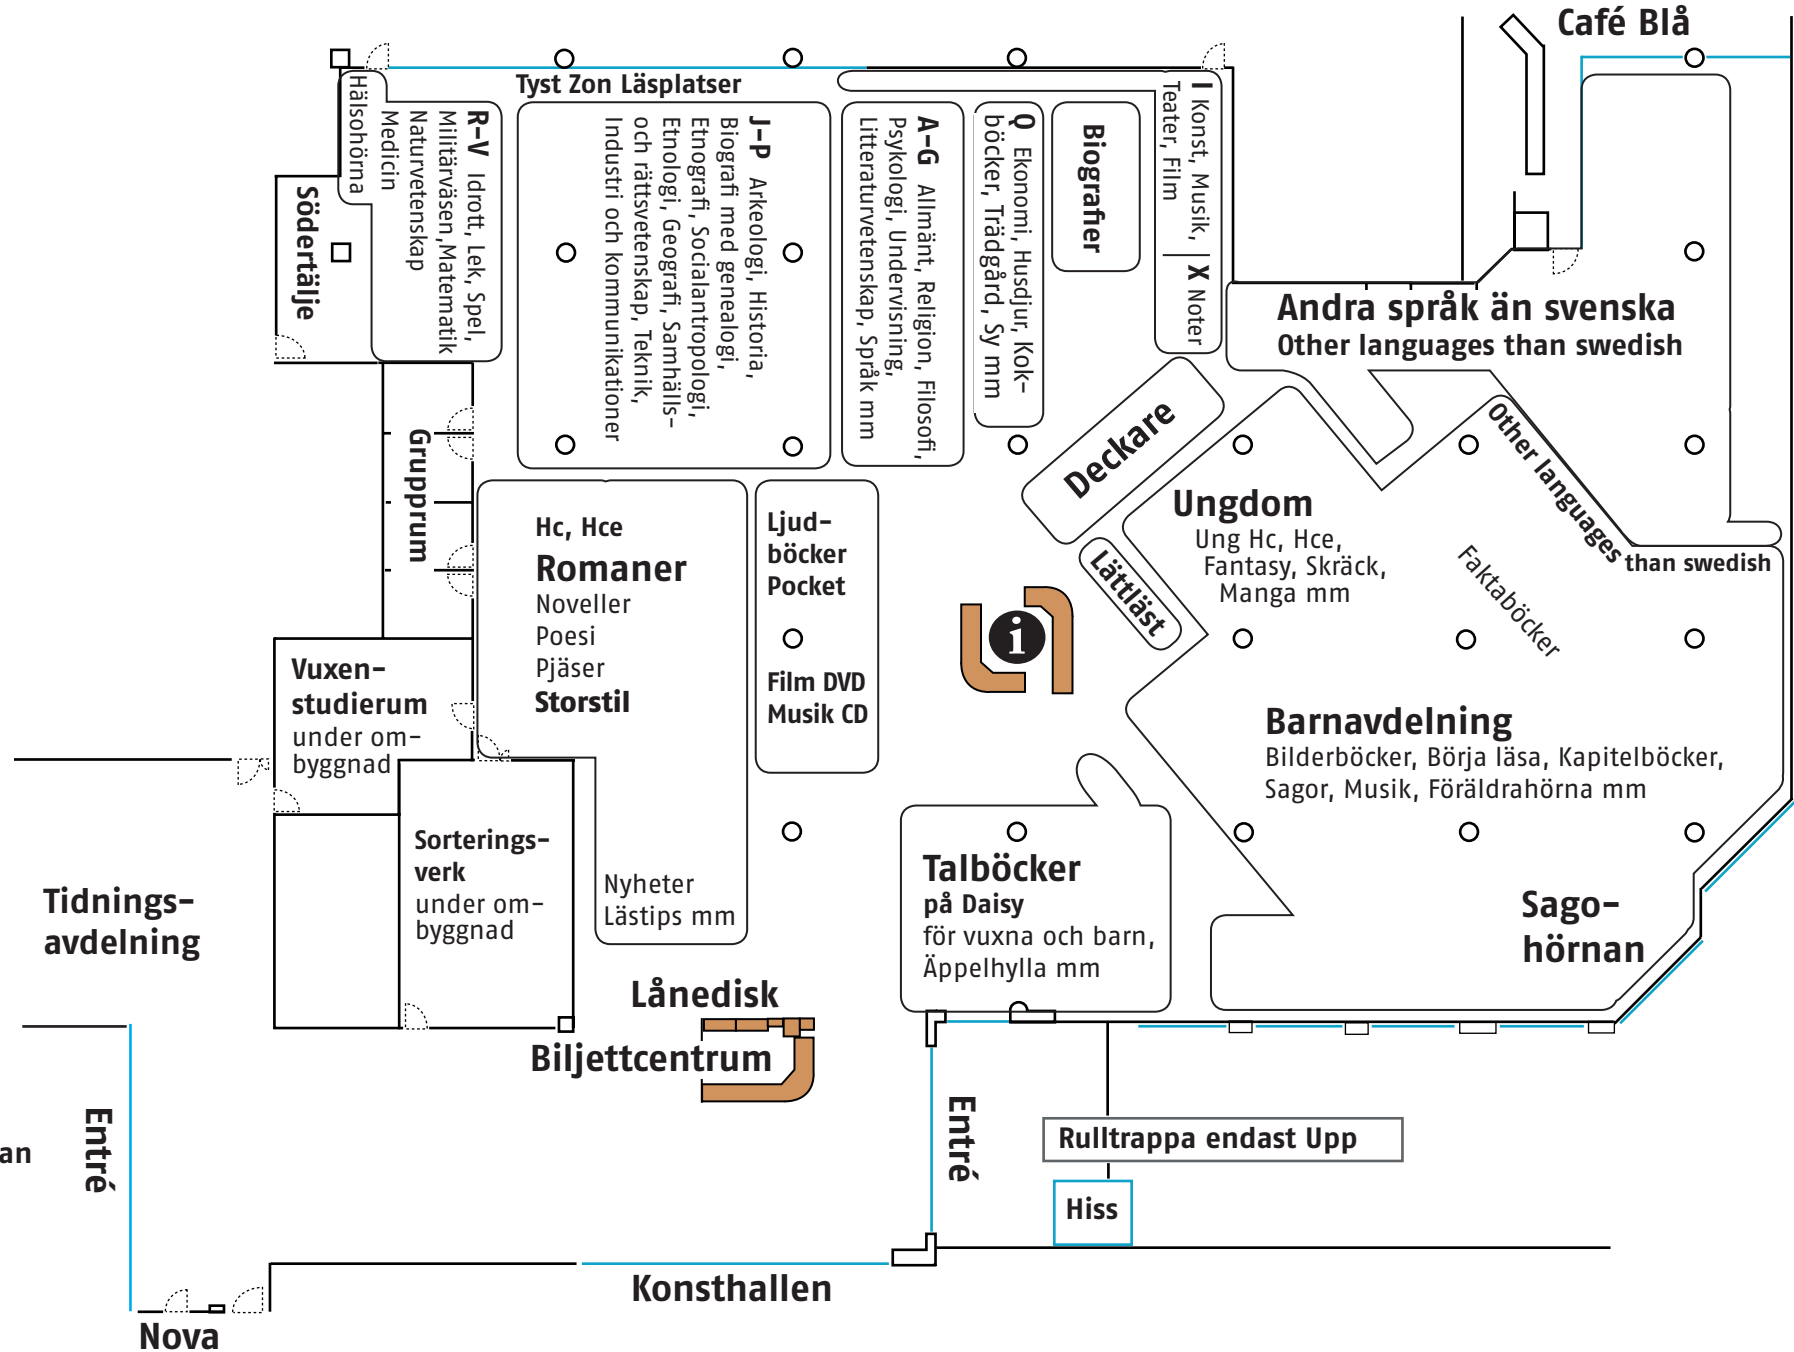 Café Blå
Tyst Zon Läsplatser
Hälsohörna
R–V Idrott, Lek, Spel,
Militärväsen,Matematik
Naturvetenskap
Medicin
J–P Arkeologi, Historia,
Biografi med genealogi,
Etnografi, Socialantropologi,
Etnologi, Geografi, Samhälls–
och rättsvetenskap, Teknik,
Industri och kommunikationer
A–G Allmänt, Religion, Filosofi,
Psykologi, Undervisning,
Litteraturvetenskap, Språk mm
Q Ekonomi, Husdjur, Kok–
böcker, Trädgård, Sy mm
Biografier
I Konst, Musik,
Teater, Film
X Noter
Södertälje
Andra språk än svenska
Other languages than swedish
Deckare
Other languages
than swedish
Grupprum
Ungdom
Ung Hc, Hce,
Fantasy, Skräck,
Manga mm
Faktaböcker
Lättläst
Hc, Hce
Romaner
Noveller
Poesi
Pjäser
Storstil
Ljud–
böcker
Pocket
Film DVD
Musik CD
i
Vuxen–
studierum
under om–
byggnad
Barnavdelning
Bilderböcker, Börja läsa, Kapitelböcker,
Sagor, Musik, Föräldrahörna mm
Sorterings–
verk
under om–
byggnad
Nyheter
Lästips mm
Talböcker
på Daisy
för vuxna och barn,
Äppelhylla mm
Sago–
hörnan
Tidnings–
avdelning
Lånedisk
Biljettcentrum
Entré
an
Entré
Rulltrappa endast Upp
Hiss
Konsthallen
Nova